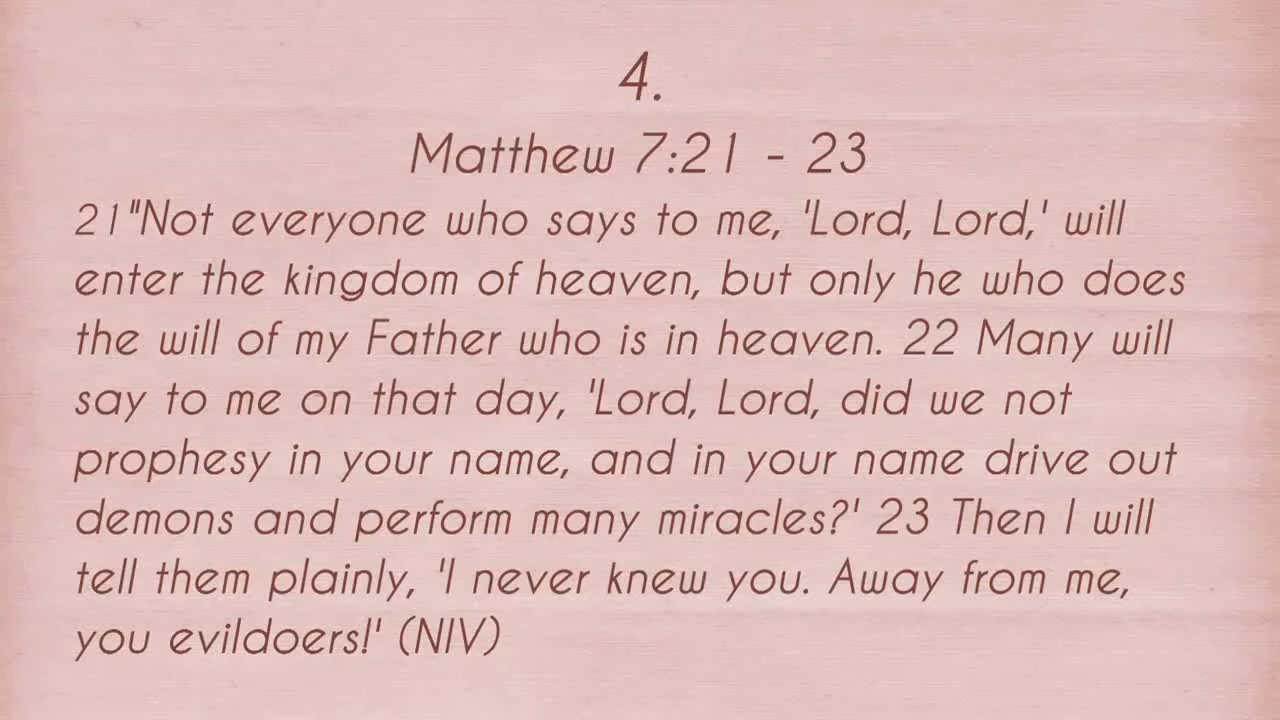 4.
Matthew 7:21 - 23
21"Not everyone who says to me, 'Lord, Lord,' will
enter the kingdom of heaven, but only he who does
the will of my Father who is in heaven. 22 Many will
say to me on that day, 'Lord, Lord, did we not
prophesy in your name, and in your name drive out
demons and perform many miracles?' 23 Then I will
tell them plainly, 'I never knew you. Away from me,
you evildoers!' (NIV)